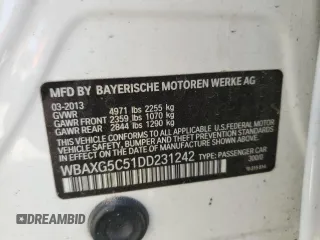 MFD BY BAYERISCHE MOTOREN WERKE AG
03-2013
GVWR 4971 lbs 2255 kg
GAWR FRONT 2359 lbs 1070 kg
GAWR REAR 2844 lbs 1290 kg
THIS VEHICLE CONFORMS TO ALL APPLICABLE
U.S. FEDERAL MOTOR VEHICLE SAFETY, BUMPER,
AND THEFT PREVENTION STANDARDS IN EFFECT
ON THE DATE OF MANUFACTURE SHOWN ABOVE
WBAXG5C51DD231242 TYPE: PASSENGER CAR
DREAMBID
DREAMBID.COM